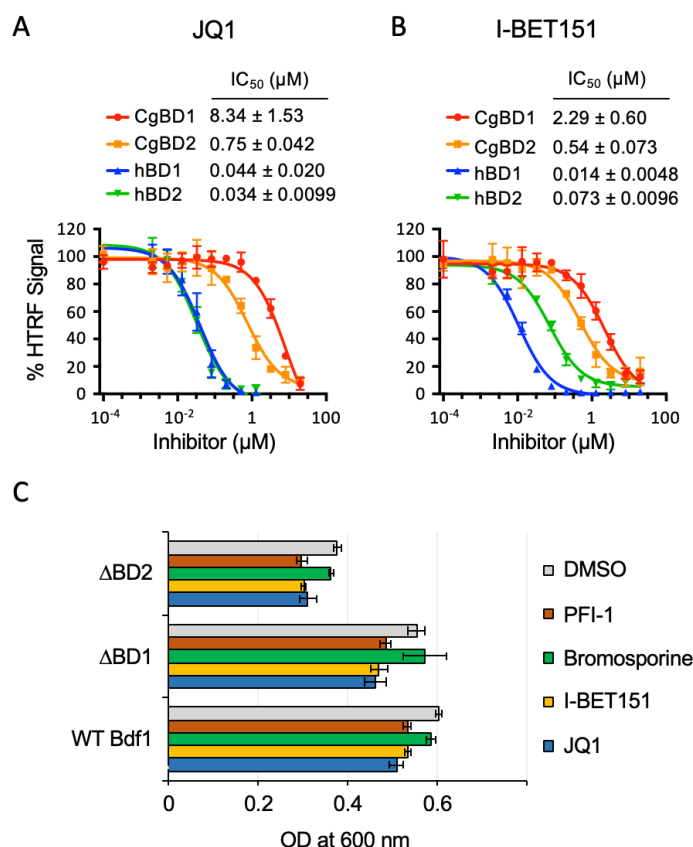 A
JQ1
IC₅₀ (μM)
CgBD1 8.34 ± 1.53
CgBD2 0.75 ± 0.042
hBD1 0.044 ± 0.020
hBD2 0.034 ± 0.0099
120
100
80
60
40
20
0
% HTRF Signal
10⁻⁴ 10⁻² 1 100
Inhibitor (μM)
B
I-BET151
IC₅₀ (μM)
CgBD1 2.29 ± 0.60
CgBD2 0.54 ± 0.073
hBD1 0.014 ± 0.0048
hBD2 0.073 ± 0.0096
120
100
80
60
40
20
0
10⁻⁴ 10⁻² 1 100
Inhibitor (μM)
C
ΔBD2
ΔBD1
WT Bdf1
0 0.2 0.4 0.6
OD at 600 nm
DMSO
PFI-1
Bromosporine
I-BET151
JQ1